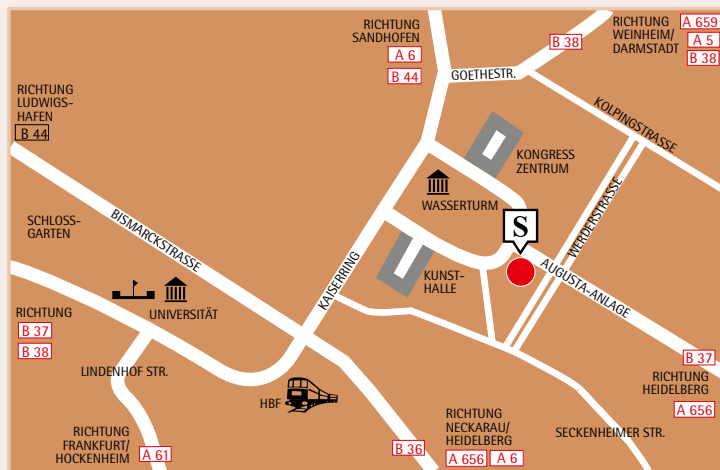 RICHTUNG
SANDHOFEN
A 6
B 44
B 38
RICHTUNG
WEINHEIM/
DARMSTADT
A 659
A 5
B 38
GOETHESTR.
RICHTUNG
LUDWIGS-
HAFEN
B 44
KOLPINGSTRASSE
KONGRESS
ZENTRUM
WASSERTURM
WERDERSTRASSE
SCHLOSS-
GARTEN
BISMARCKSTRASSE
S
KAISERRING
KUNST-
HALLE
AUGUSTA-ANLAGE
UNIVERSITÄT
RICHTUNG
B 37
B 38
LINDENHOF STR.
B 37
RICHTUNG
HEIDELBERG
A 656
HBF
RICHTUNG
FRANKFURT/
HOCKENHEIM
A 61
B 36
RICHTUNG
NECKARAU/
HEIDELBERG
A 656
A 6
SECKENHEIMER STR.